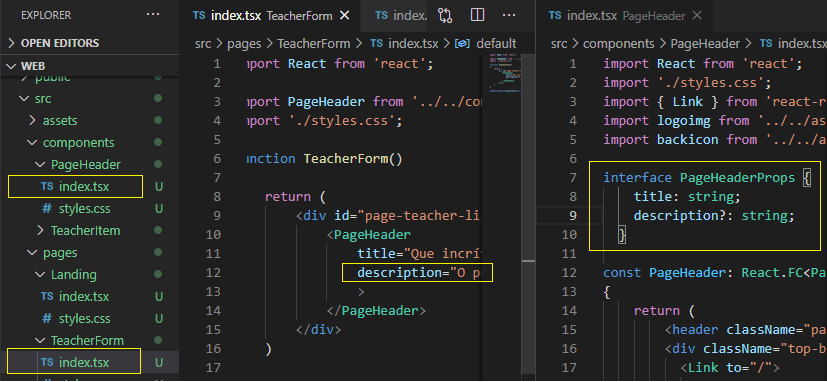 EXPLORER
OPEN EDITORS
WEB
public
src
assets
components
PageHeader
TS index.tsx U
# styles.css U
TeacherItem
pages
Landing
TS index.tsx U
# styles.css U
TeacherForm
TS index.tsx U
TS index.tsx TeacherForm
TS index.
src > pages > TeacherForm > TS index.tsx > default
1 mport React from 'react';
2
3 mport PageHeader from '../../co
4 mport './styles.css';
5
6 nction TeacherForm()
7
8 return (
9 <div id="page-teacher-li
10 <PageHeader
11 title="Que incrí
12 description="O p
13 >
14 </PageHeader>
15 </div>
16 )
17
TS index.tsx PageHeader
src > components > PageHeader > TS index.tsx
1 import React from 'react';
2 import './styles.css';
3 import { Link } from 'react-r
4 import logoimg from '../../as
5 import backicon from '../../a
6
7 interface PageHeaderProps {
8 title: string;
9 description?: string;
10 }
11
12 const PageHeader: React.FC<Pa
13 {
14 return (
15 <header className="pa
16 <div className="top-b
17 <Link to="/">